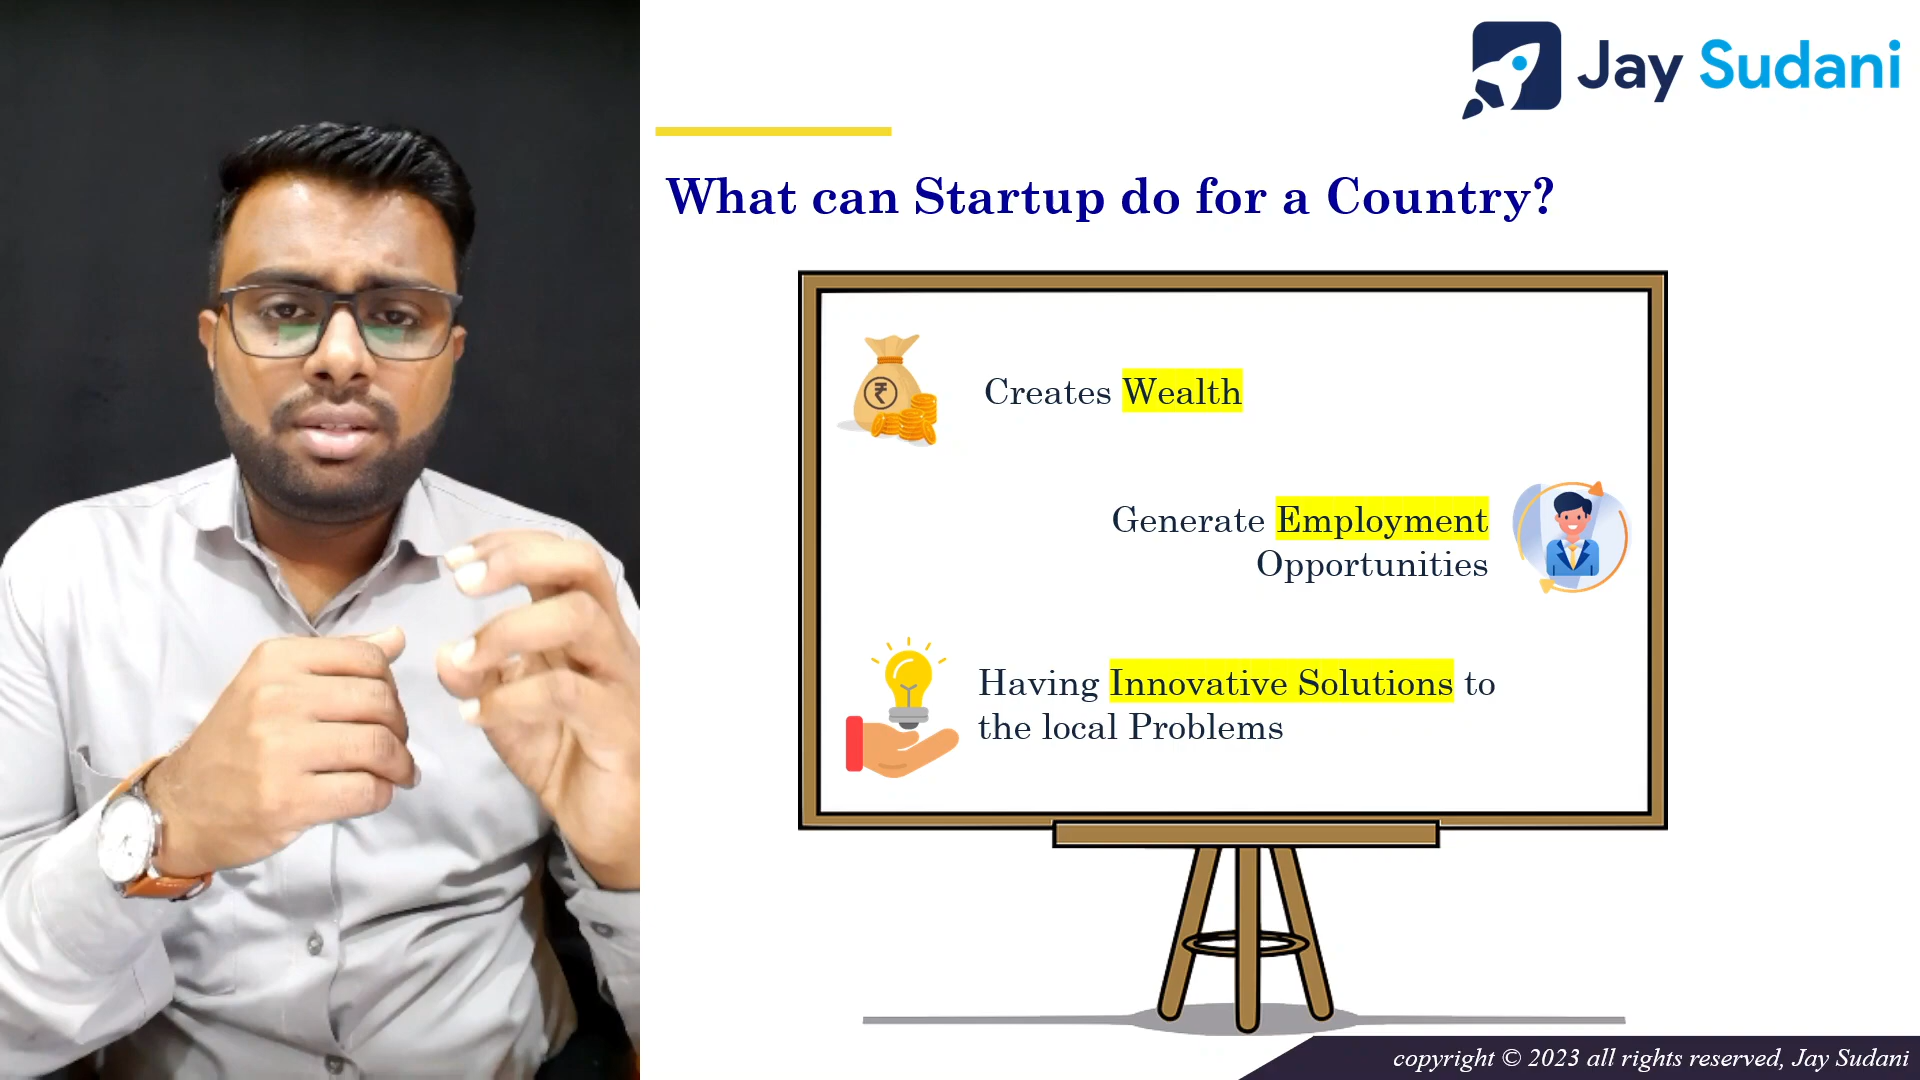 Jay Sudani
What can Startup do for a Country?
₹
Creates Wealth
Generate Employment
Opportunities
Having Innovative Solutions to
the local Problems
copyright © 2023 all rights reserved, Jay Sudani